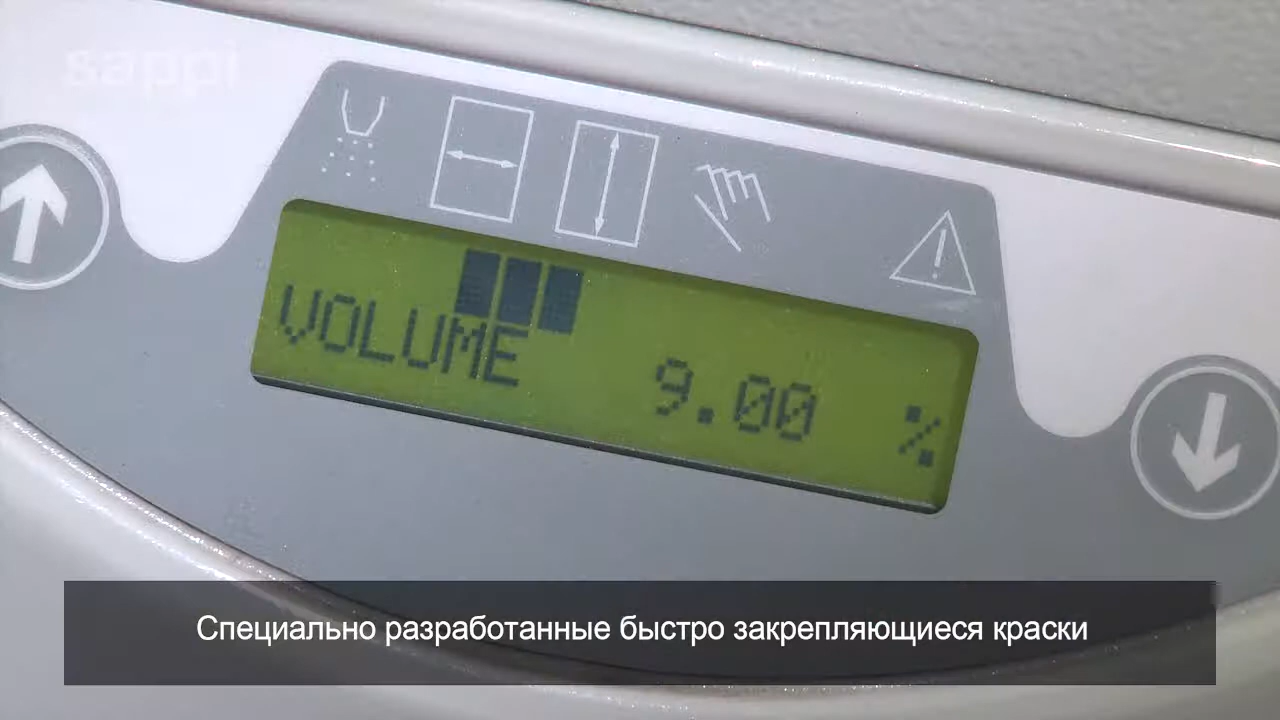 sappi
VOLUME 9.00 %
Специально разработанные быстро закрепляющиеся краски